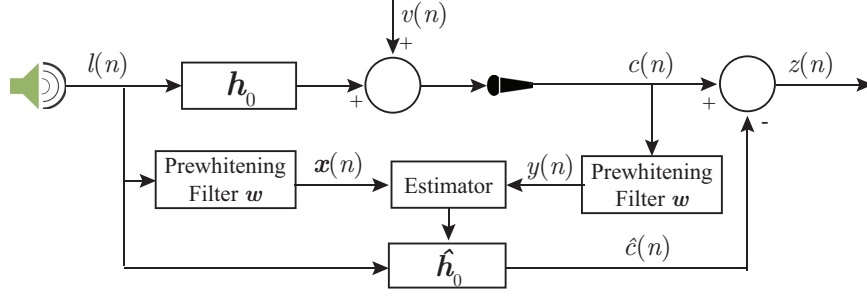 v(n)
+
l(n)
h₀
+
c(n)
+
z(n)
-
Prewhitening
Filter w
x(n)
Estimator
y(n)
Prewhitening
Filter w
ĥ₀
ĉ(n)